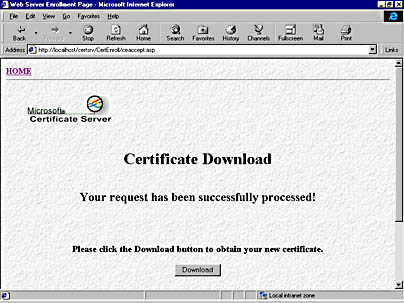 Web Server Enrollment Page - Microsoft Internet Explorer
File Edit View Go Favorites Help
Back Forward Stop Refresh Home Search Favorites History Channels Fullscreen Mail Print
Address http://localhost/certsrv/CertEnroll/ceaccept.asp Links
HOME
Microsoft
Certificate Server
Certificate Download
Your request has been successfully processed!
Please click the Download button to obtain your new certificate.
Download
Local intranet zone